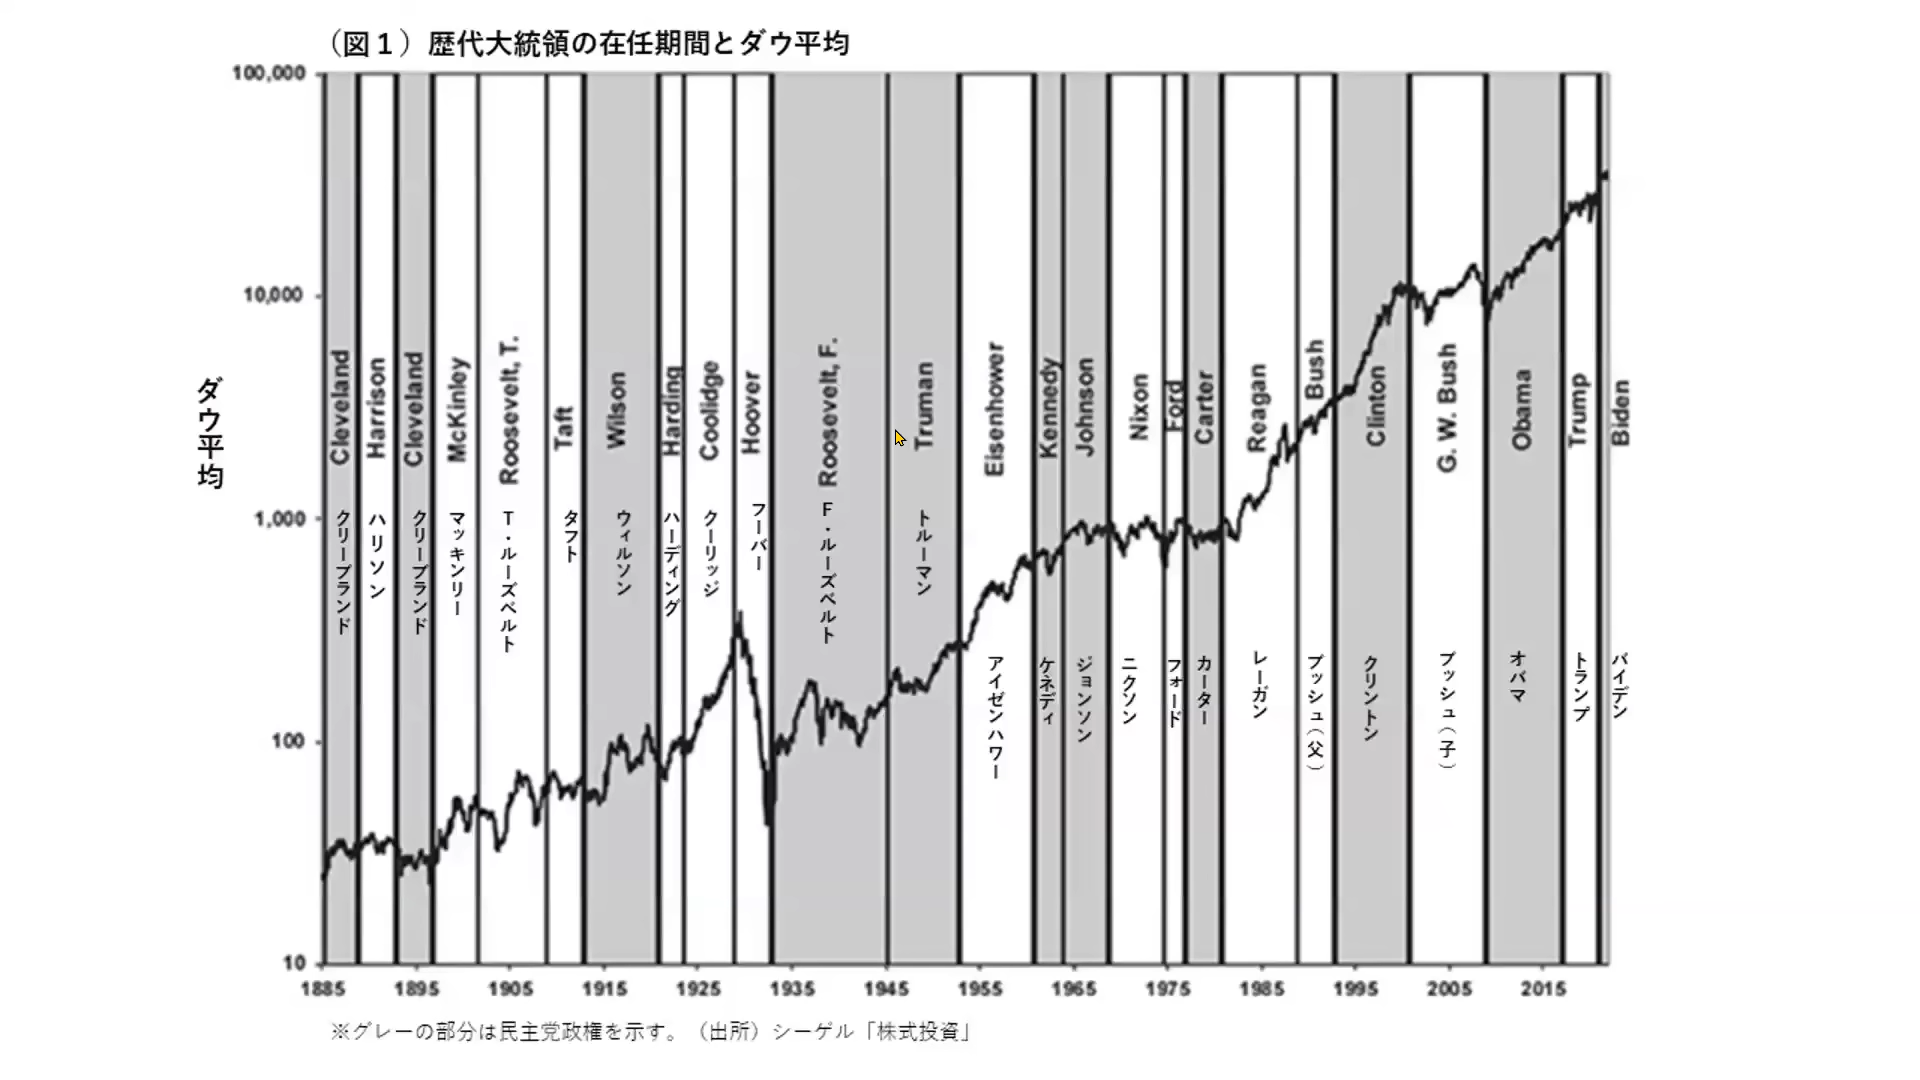 （図１）歴代大統領の在任期間とダウ平均
100,000
10,000
1,000
100
10
ダウ平均
Cleveland
Harrison
Cleveland
McKinley
Roosevelt, T.
Taft
Wilson
Harding
Coolidge
Hoover
Roosevelt, F.
Truman
Eisenhower
Kennedy
Johnson
Nixon
Ford
Carter
Reagan
Bush
Clinton
G. W. Bush
Obama
Trump
Biden
クリーブランド
ハリソン
クリーブランド
マッキンリー
T・ルーズベルト
タフト
ウィルソン
ハーディング
クーリッジ
フーバー
F・ルーズベルト
トルーマン
アイゼンハワー
ケネディ
ジョンソン
ニクソン
フォード
カーター
レーガン
ブッシュ（父）
クリントン
ブッシュ（子）
オバマ
トランプ
バイデン
1885 1895 1905 1915 1925 1935 1945 1955 1965 1975 1985 1995 2005 2015
※グレーの部分は民主党政権を示す。（出所）シーゲル「株式投資」